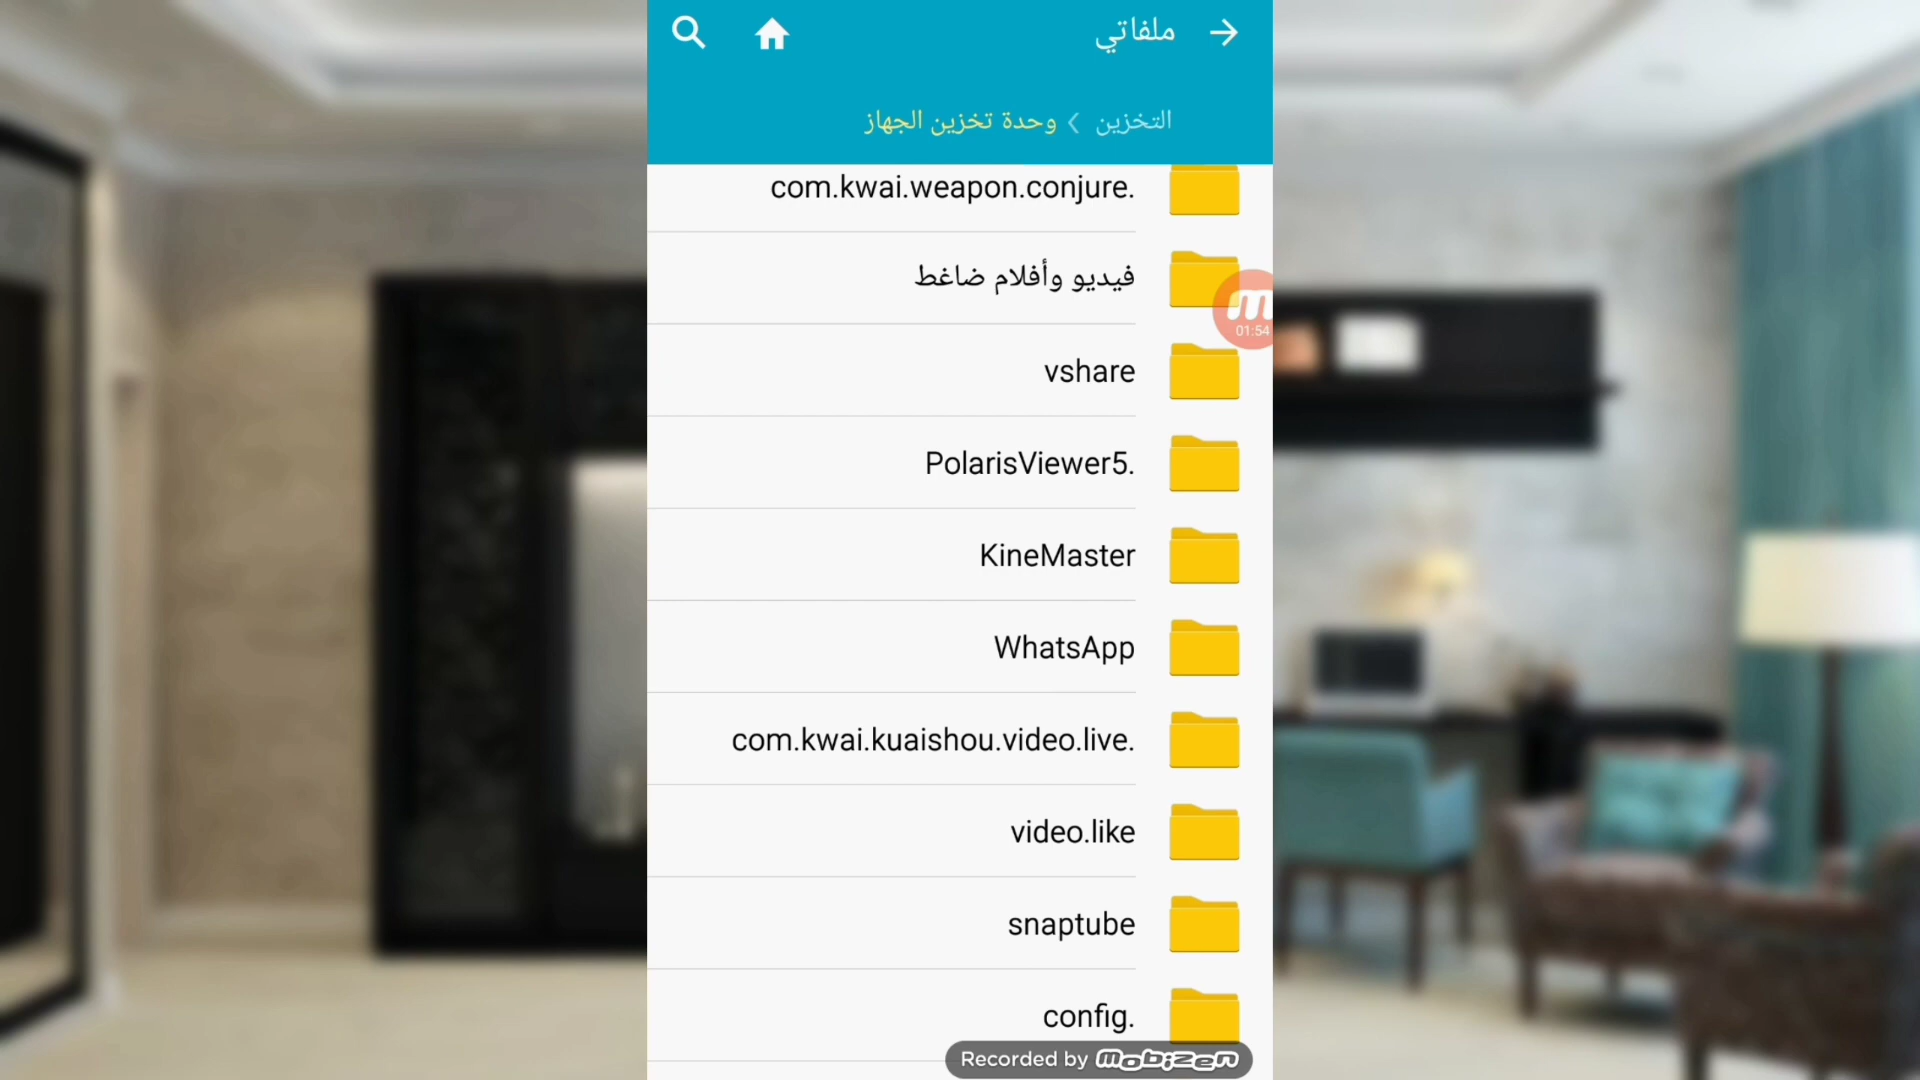 ملفاتي
التخزين › وحدة تخزين الجهاز
com.kwai.weapon.conjure.
فيديو وأفلام ضاغط
01:54
vshare
PolarisViewer5.
KineMaster
WhatsApp
com.kwai.kuaishou.video.live.
video.like
snaptube
config.
Recorded by mobizen